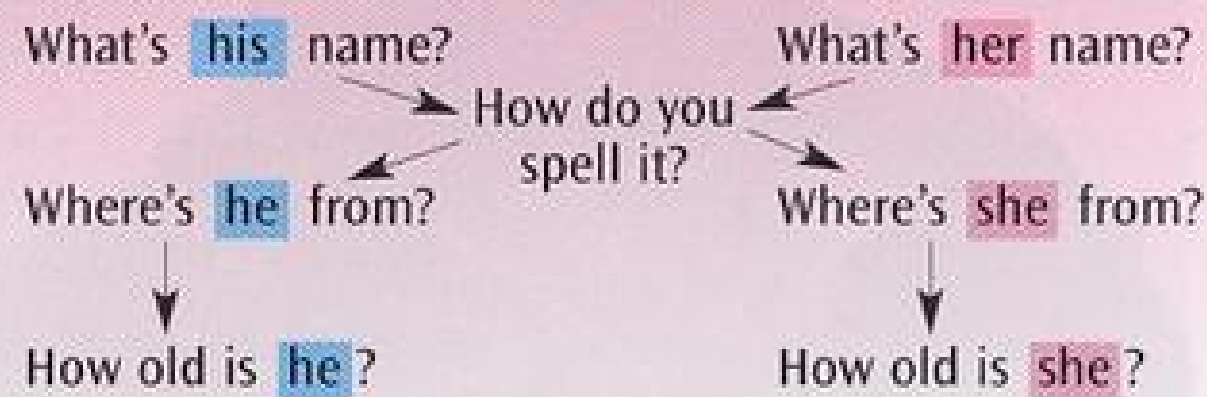 What's his name?
What's her name?
How do you
spell it?
Where's he from?
Where's she from?
How old is he?
How old is she?